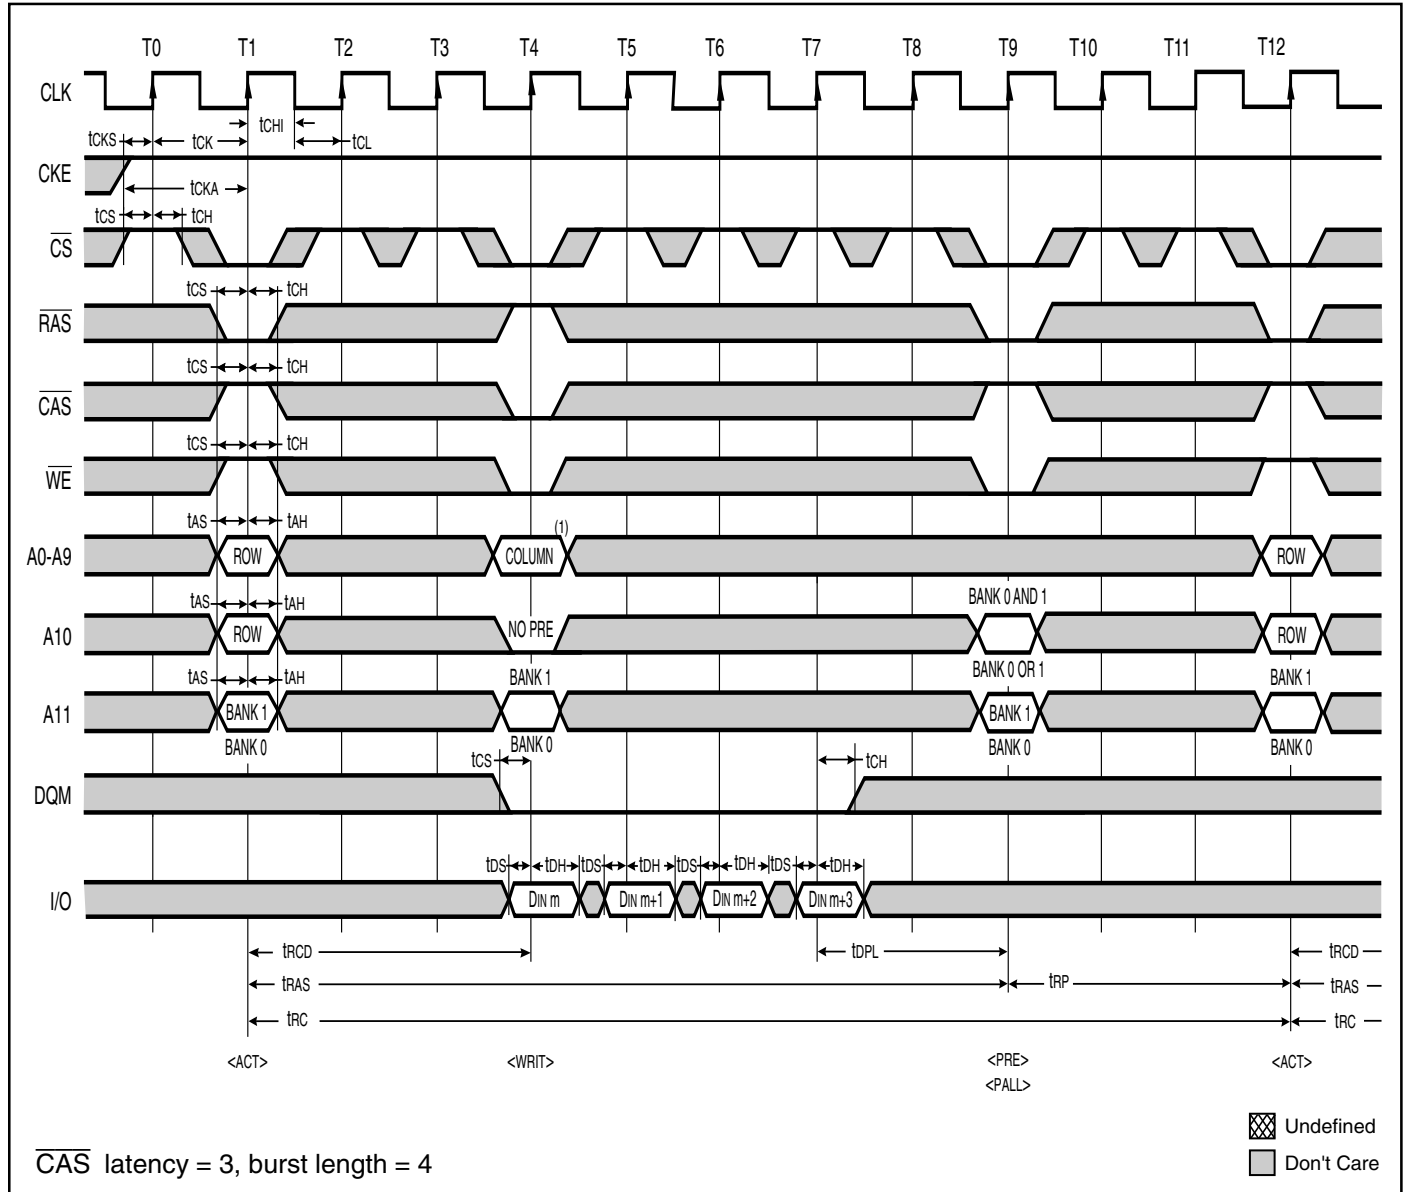 T0 T1 T2 T3 T4 T5 T6 T7 T8 T9 T10 T11 T12
CLK
tCHI
tCKS tCK tCL
CKE
tCKA
tCS tCH
CS
tCS tCH
RAS
tCS tCH
CAS
tCS tCH
WE
tAS tAH (1)
A0-A9 ROW COLUMN ROW
tAS tAH BANK 0 AND 1
A10 ROW NO PRE ROW
tAS tAH BANK 1 BANK 0 OR 1 BANK 1
A11 BANK 1 BANK 1
BANK 0 BANK 0 BANK 0 BANK 0
tCS tCH
DQM
tDS tDH tDS tDH tDS tDH tDS tDH
I/O DIN m DIN m+1 DIN m+2 DIN m+3
tRCD tDPL tRCD
tRAS tRP tRAS
tRC tRC
<ACT> <WRIT> <PRE> <ACT>
<PALL>
Undefined
CAS latency = 3, burst length = 4 Don't Care